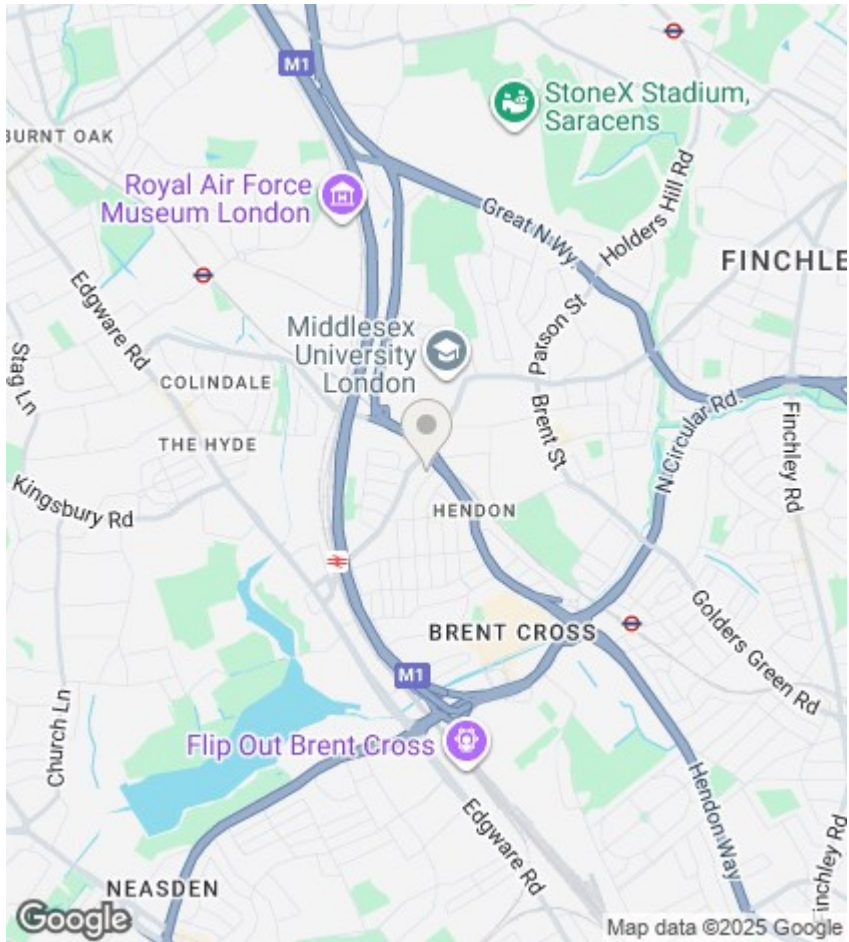 M1
StoneX Stadium,
Saracens
BURNT OAK
Royal Air Force
Museum London
Holders Hill Rd
Great N Wy.
FINCHLE
Edgware Rd
Middlesex
University
London
Parson St
Stag Ln
COLINDALE
Brent St
N Circular Rd.
Finchley Rd
THE HYDE
Kingsbury Rd
HENDON
BRENT CROSS
Golders Green Rd
M1
Church Ln
Flip Out Brent Cross
Hendon Way
Edgware Rd
Finchley Rd
NEASDEN
Google
Map data ©2025 Google